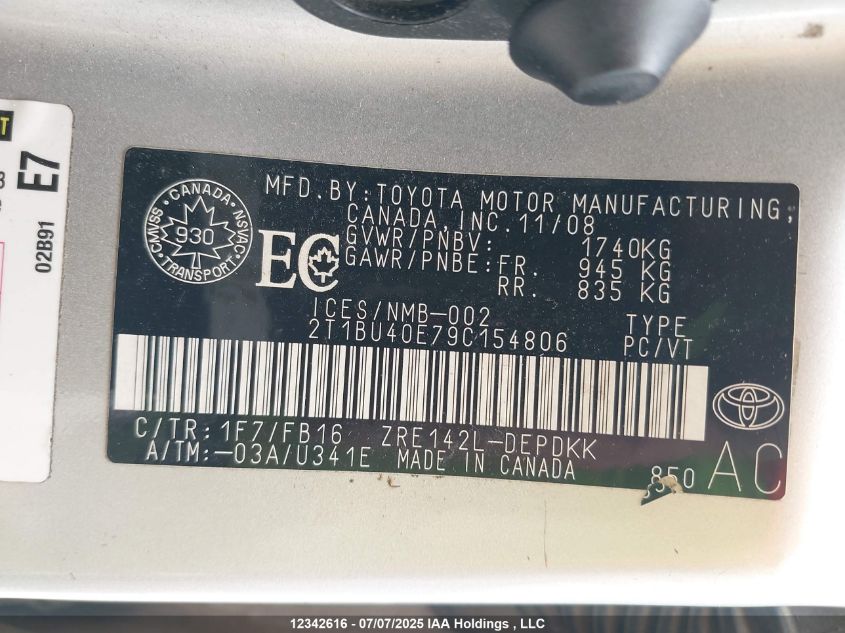 T
E7
02B91
CANADA
CMVSS
NSVAC
930
TRANSPORT
EC
MFD.BY:TOYOTA MOTOR MANUFACTURING,
CANADA,INC.11/08
GVWR/PNBV: 1740KG
GAWR/PNBE:FR. 945 KG
RR. 835 KG
ICES/NMB-002
2T1BU40E79C154806
TYPE
PC/VT
C/TR:1F7/FB16 ZRE142L-DEPDKK
A/TM:-03A/U341E MADE IN CANADA
850 AC
12342616 - 07/07/2025 IAA Holdings , LLC